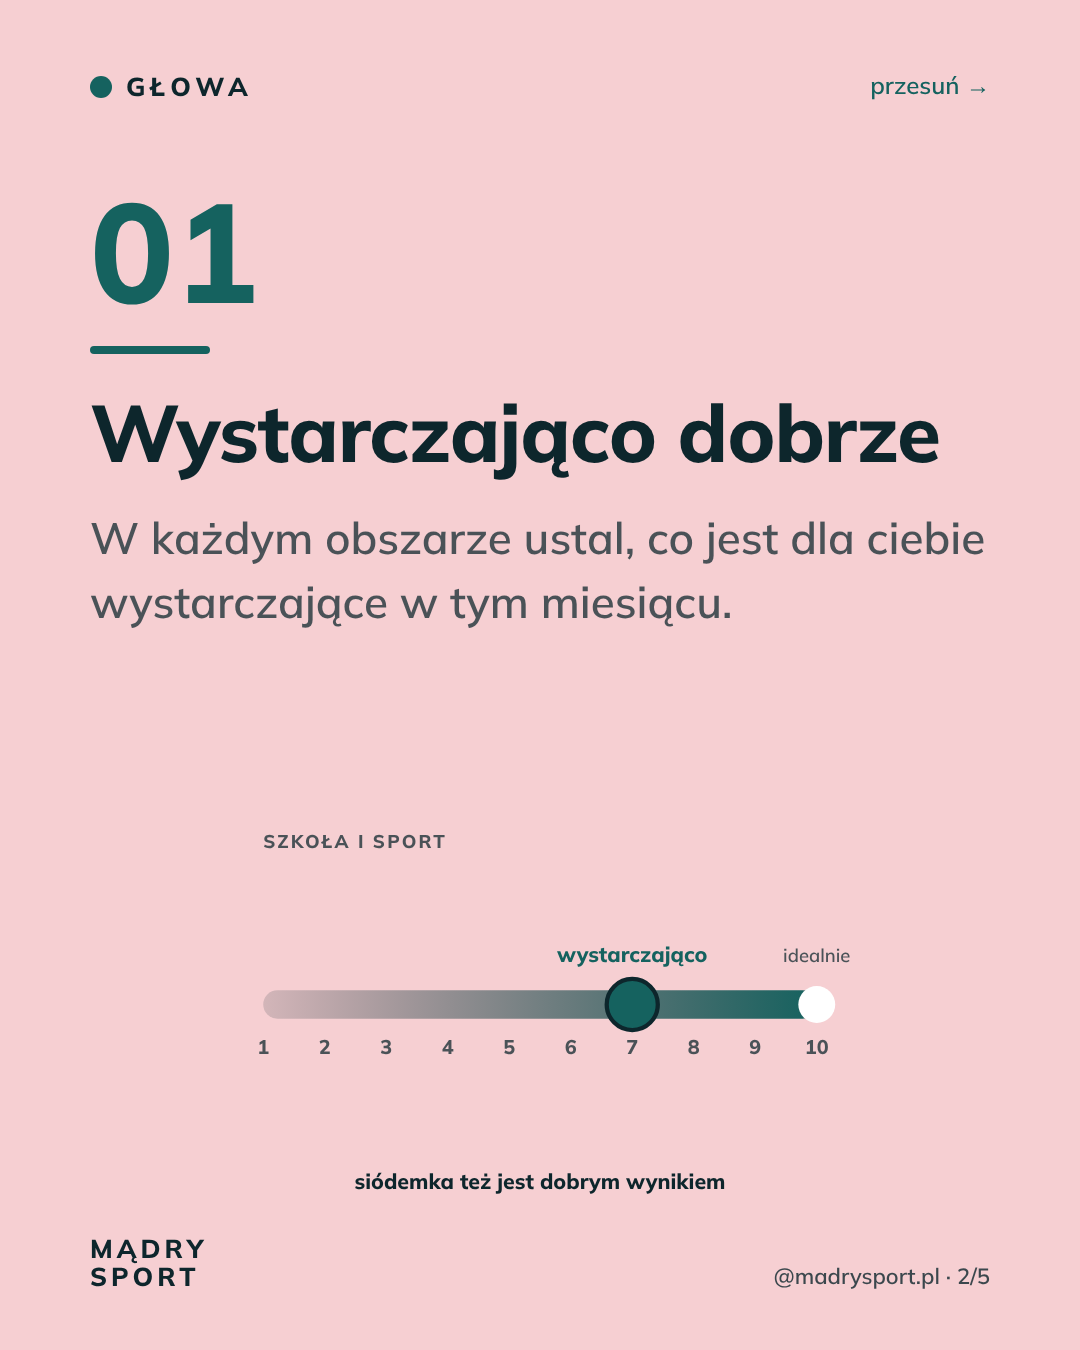 GŁOWA
przesuń →
01
Wystarczająco dobrze
W każdym obszarze ustal, co jest dla ciebie
wystarczające w tym miesiącu.
SZKOŁA I SPORT
wystarczająco idealnie
1 2 3 4 5 6 7 8 9 10
siódemka też jest dobrym wynikiem
MĄDRY
SPORT
@madrysport.pl · 2/5